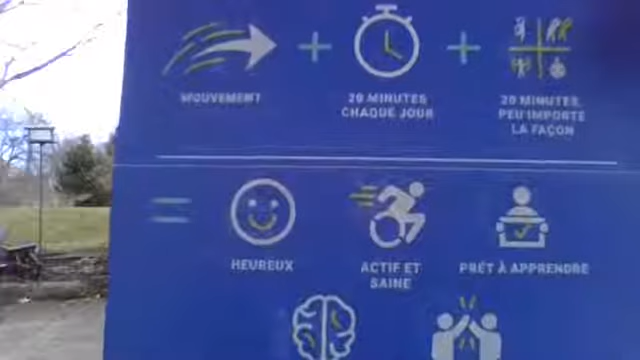 MOUVEMENT
+
20 MINUTES
CHAQUE JOUR
+
20 MINUTES,
PEU IMPORTE
LA FAÇON
=
HEUREUX
ACTIF ET
SAINE
PRÊT À APPRENDRE